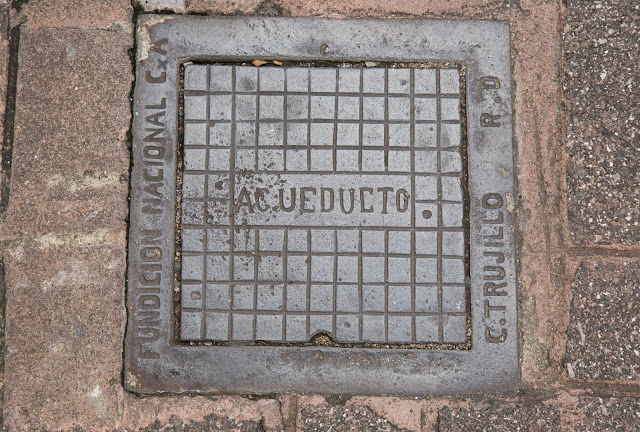 FUNDICION NACIONAL C x A
ACUEDUCTO
C. TRUJILLO R. D